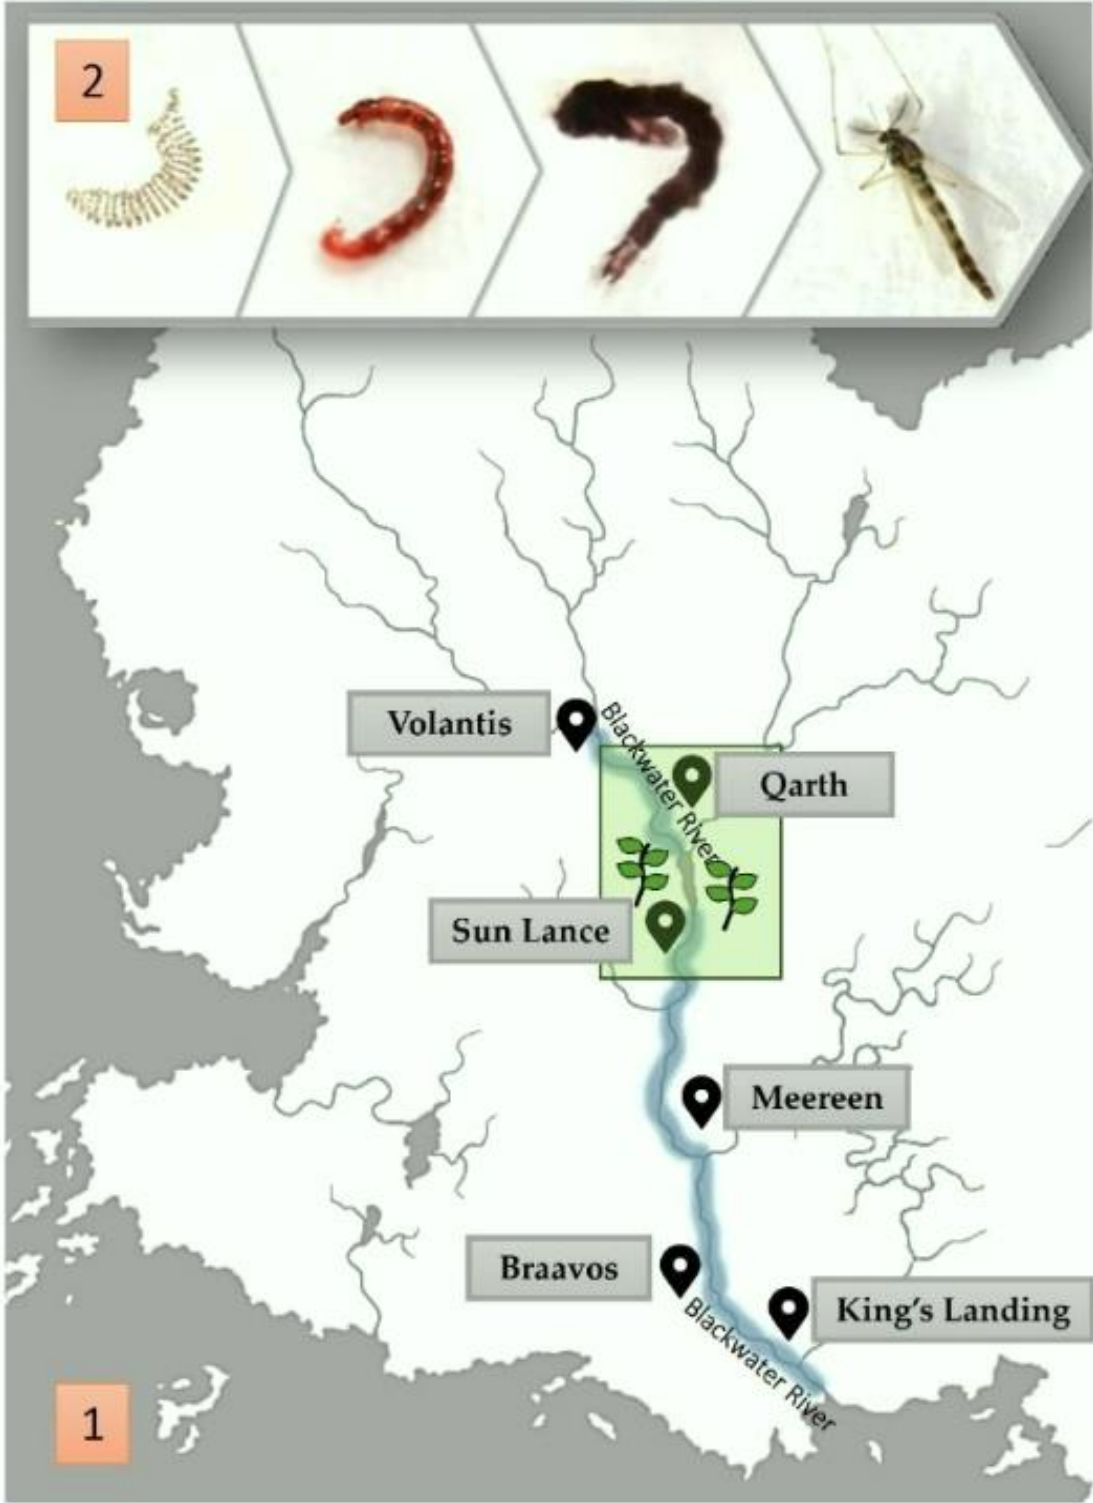 2
Volantis
Blackwater River
Qarth
Sun Lance
Meereen
Braavos
King's Landing
Blackwater River
1